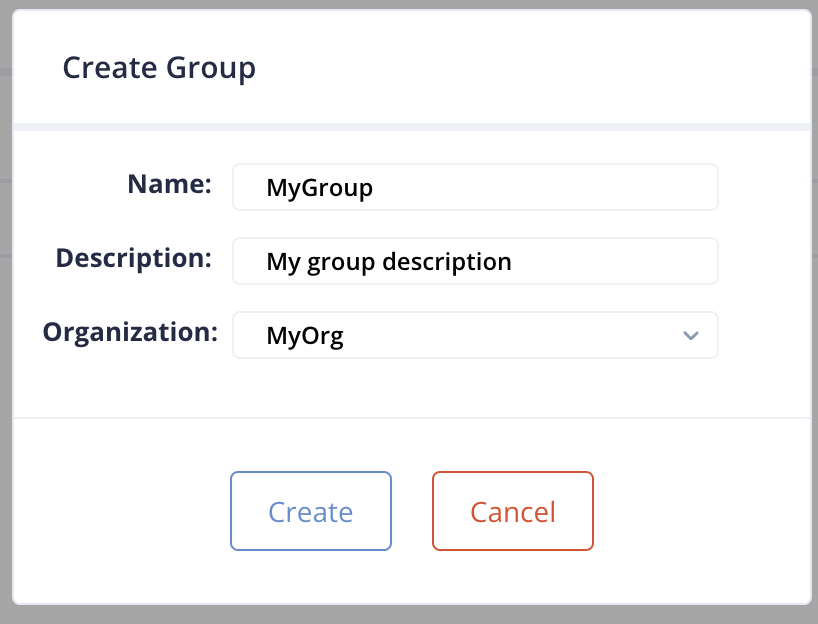 Create Group
Name: MyGroup
Description: My group description
Organization: MyOrg
Create Cancel